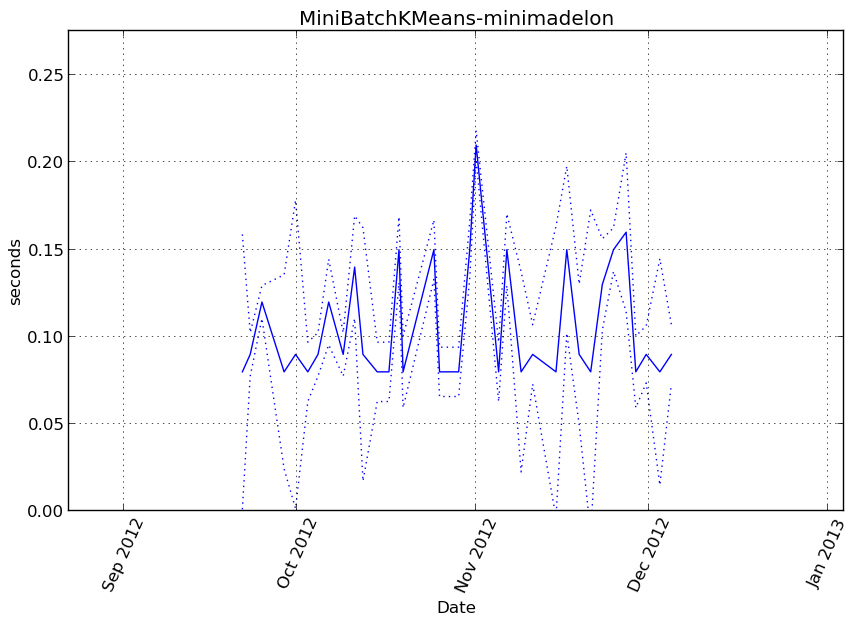 MiniBatchKMeans-minimadelon
0.25
0.20
0.15
0.10
0.05
0.00
seconds
Sep 2012
Oct 2012
Nov 2012
Dec 2012
Jan 2013
Date